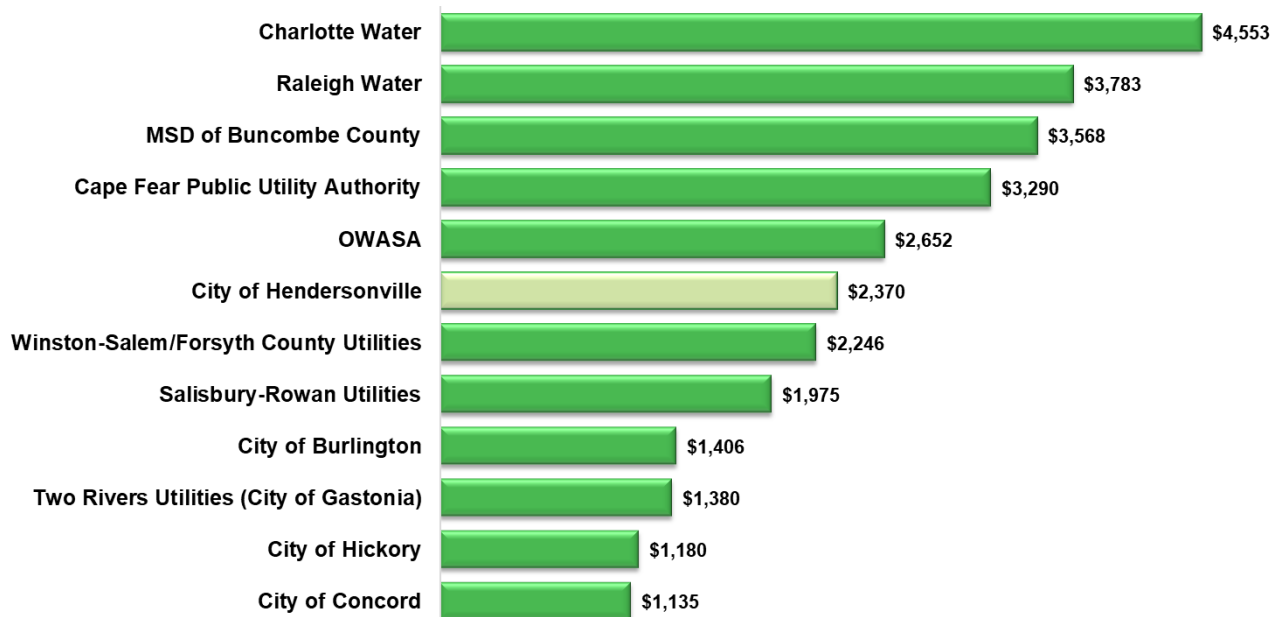 Charlotte Water $4,553
Raleigh Water $3,783
MSD of Buncombe County $3,568
Cape Fear Public Utility Authority $3,290
OWASA $2,652
City of Hendersonville $2,370
Winston-Salem/Forsyth County Utilities $2,246
Salisbury-Rowan Utilities $1,975
City of Burlington $1,406
Two Rivers Utilities (City of Gastonia) $1,380
City of Hickory $1,180
City of Concord $1,135